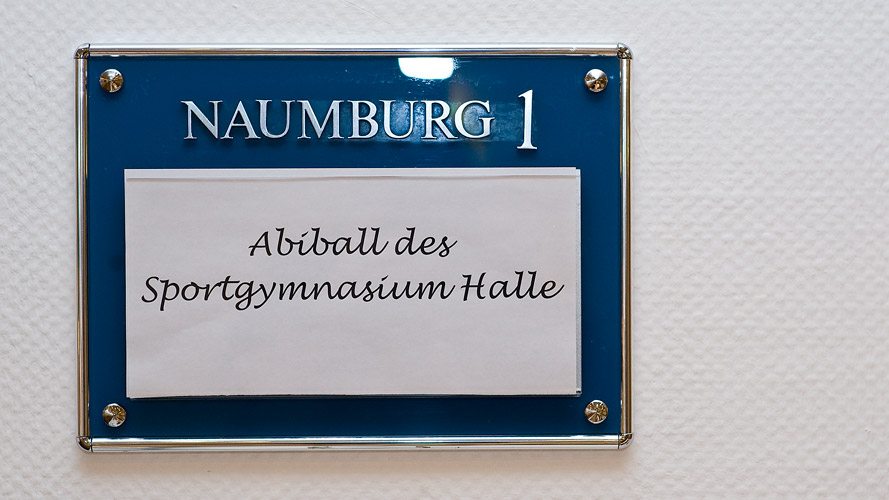 NAUMBURG 1
Abiball des
Sportgymnasium Halle